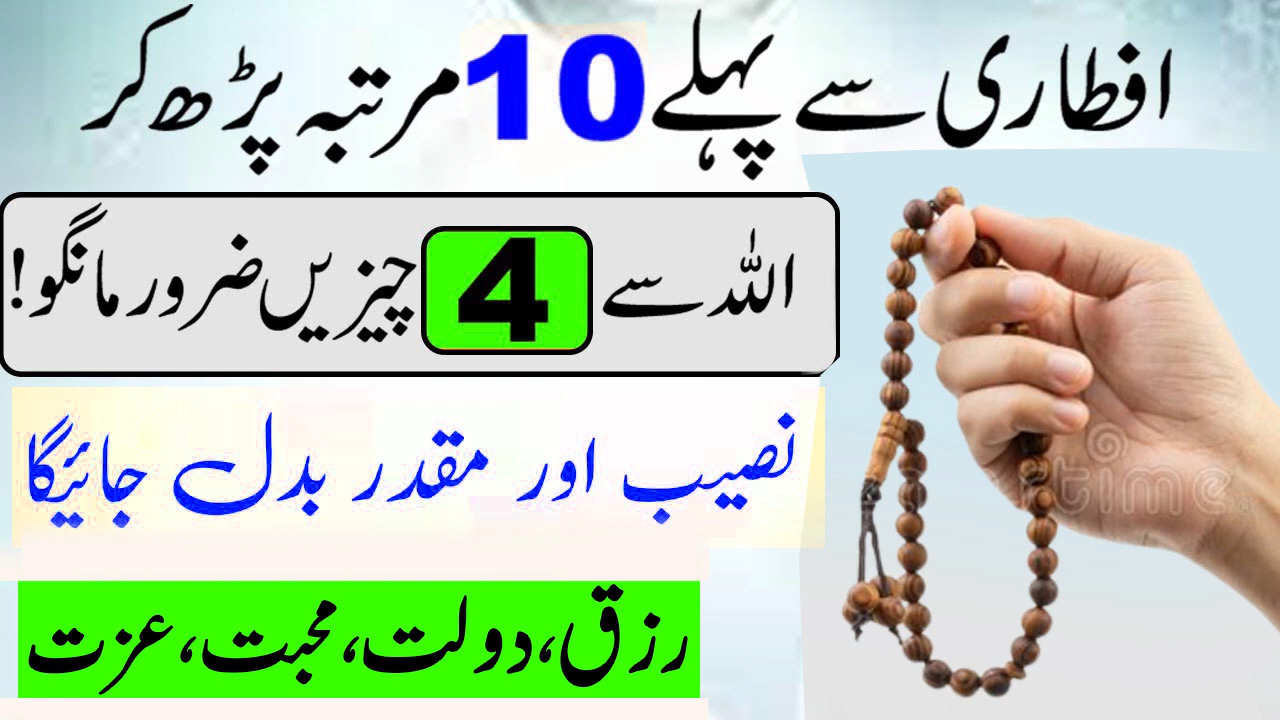 افطاری سے پہلے 10 مرتبہ پڑھ کر
اللہ سے 4 چیزیں ضرور مانگو!
نصیب اور مقدر بدل جائیگا
رزق، دولت، محبت، عزت
time